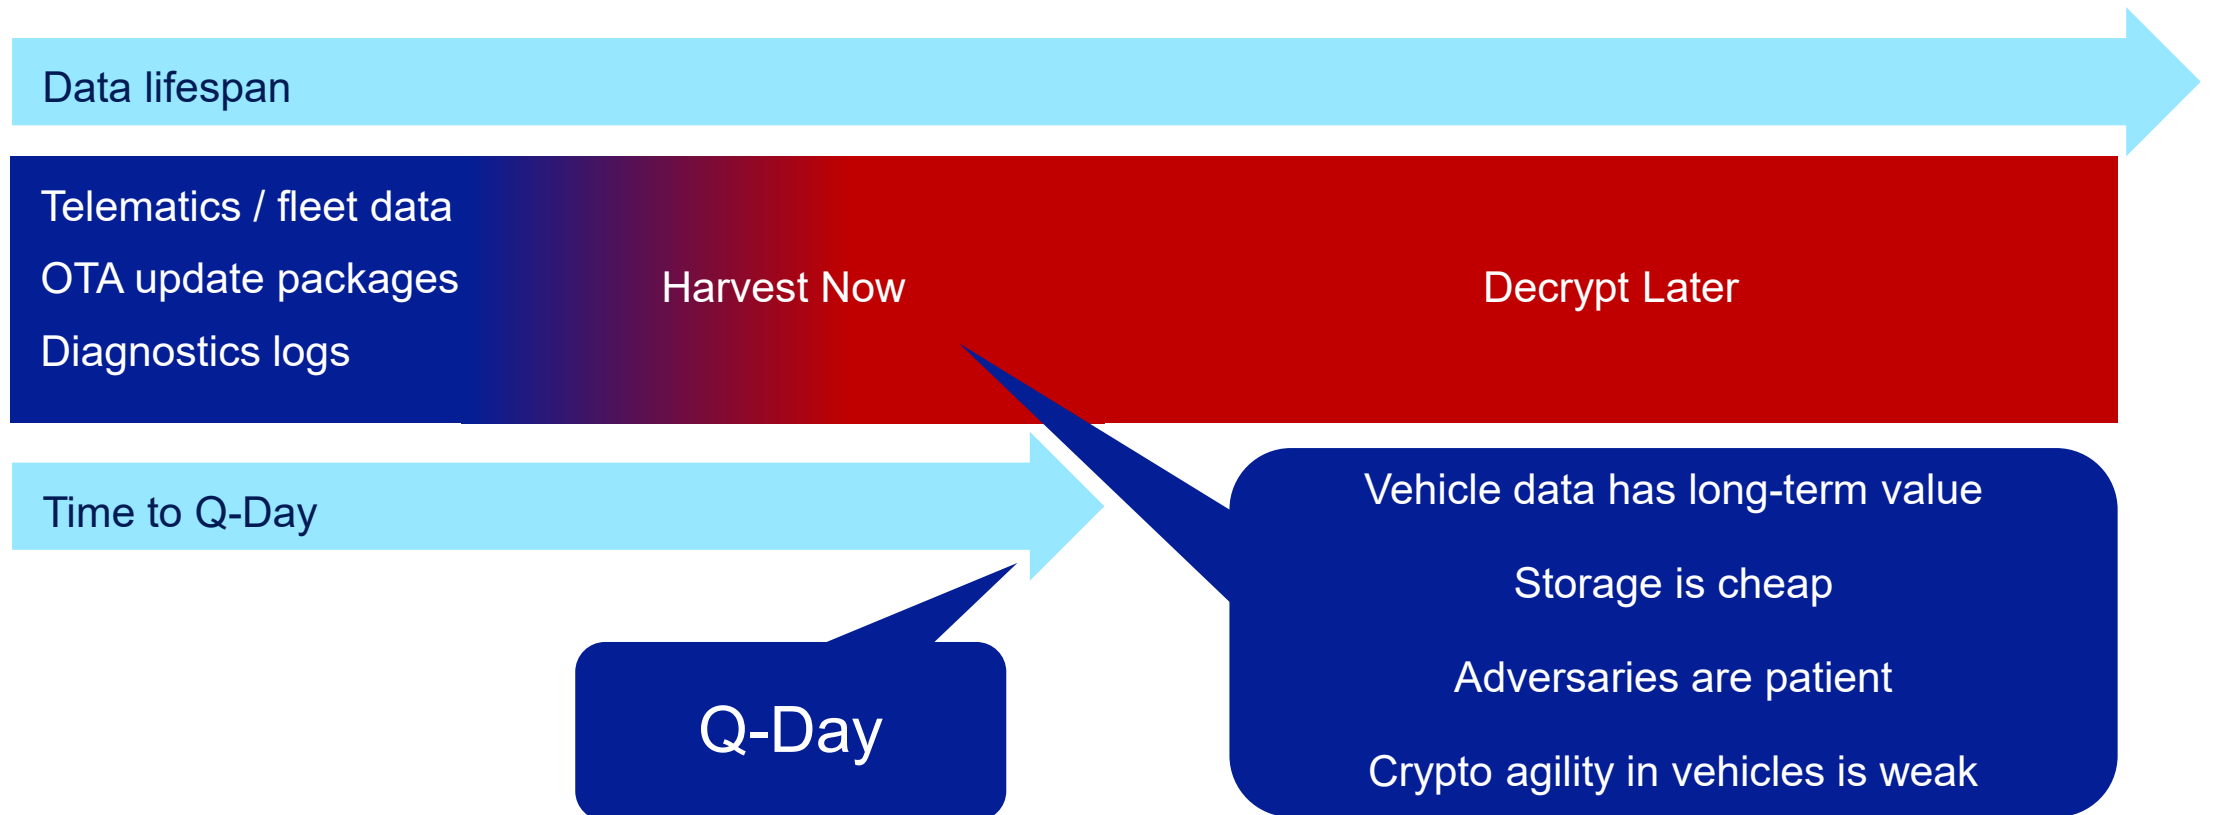 Data lifespan
Telematics / fleet data
OTA update packages
Diagnostics logs
Harvest Now
Decrypt Later
Time to Q-Day
Q-Day
Vehicle data has long-term value
Storage is cheap
Adversaries are patient
Crypto agility in vehicles is weak